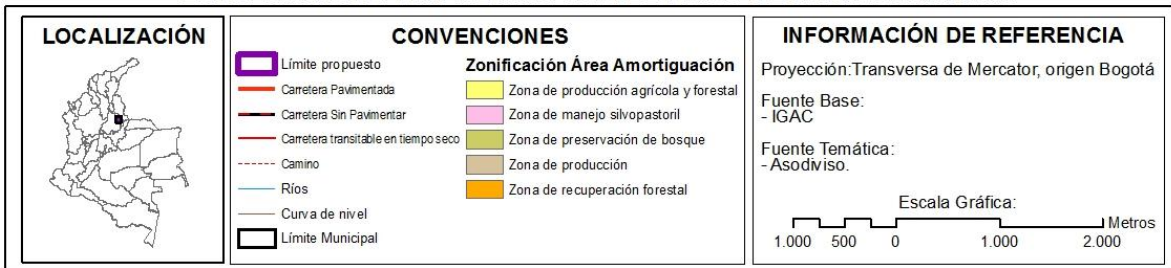 LOCALIZACIÓN
CONVENCIONES
Límite propuesto
Carretera Pavimentada
Carretera Sin Pavimentar
Carretera transitable en tiempo seco
Camino
Ríos
Curva de nivel
Límite Municipal
Zonificación Área Amortiguación
Zona de producción agrícola y forestal
Zona de manejo silvopastoril
Zona de preservación de bosque
Zona de producción
Zona de recuperación forestal
INFORMACIÓN DE REFERENCIA
Proyección:Transversa de Mercator, origen Bogotá
Fuente Base:
- IGAC
Fuente Temática:
- Asodiviso.
Escala Gráfica:
Metros
1.000 500 0 1.000 2.000